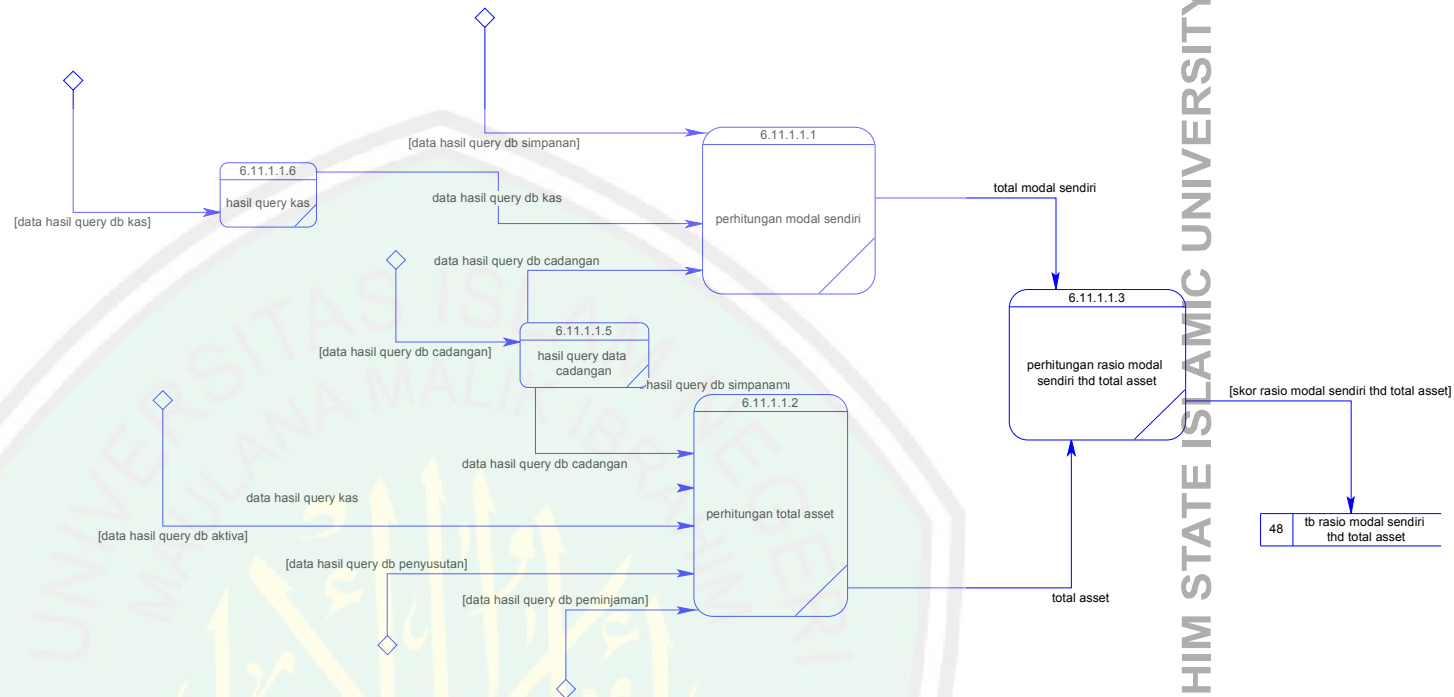 [data hasil query db simpanan]
6.11.1.1.1
perhitungan modal sendiri
6.11.1.1.6
hasil query kas
[data hasil query db kas]
data hasil query db kas
total modal sendiri
data hasil query db cadangan
6.11.1.1.5
hasil query data
cadangan
[data hasil query db cadangan]
6.11.1.1.3
perhitungan rasio modal
sendiri thd total asset
hasil query db
6.11.1.1.2
perhitungan total asset
[skor rasio modal sendiri thd total asset]
data hasil query db cadangan
data hasil query kas
[data hasil query db aktiva]
[data hasil query db penyusutan]
[data hasil query db peminjaman]
total asset
48
tb rasio modal sendiri
thd total asset
UNIVERSITAS ISLAM NEGERI
MAULANA MALIK IBRAHIM
HIM STATE ISLAMIC UNIVERSITY